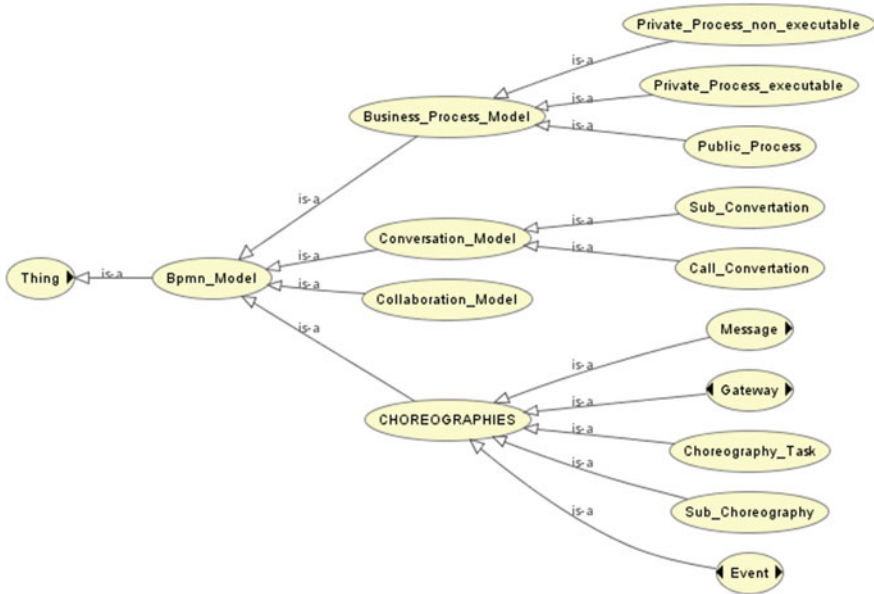 Private_Process_non_executable
is-a
Private_Process_executable
is-a
Business_Process_Model
is-a
Public_Process
is-a
Sub_Convertation
is-a
Conversation_Model
is-a
is-a
Call_Convertation
Thing
is-a
Bpmn_Model
is-a
Collaboration_Model
is-a
Message
is-a
Gateway
is-a
CHOREOGRAPHIES
is-a
Choreography_Task
is-a
Sub_Choreography
is-a
Event